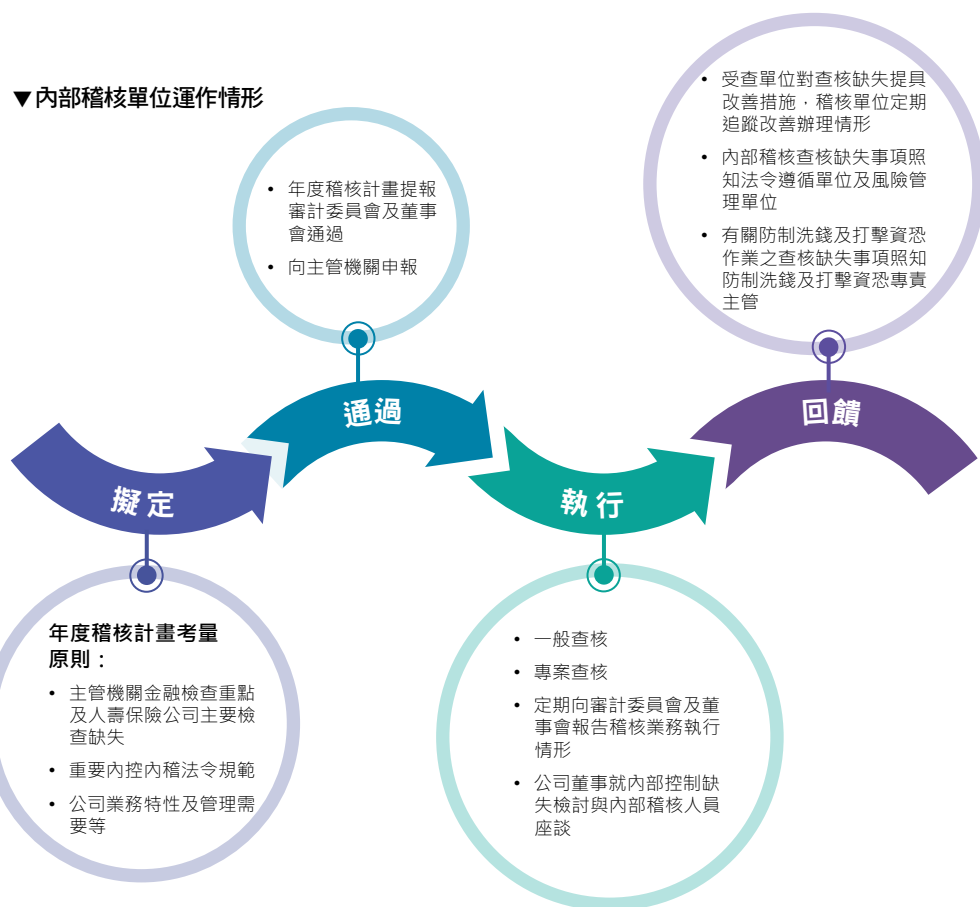 ▼內部稽核單位運作情形
擬定
年度稽核計畫考量
原則：
• 主管機關金融檢查重點
及人壽保險公司主要檢
查缺失
• 重要內控內稽法令規範
• 公司業務特性及管理需
要等
通過
• 年度稽核計畫提報
審計委員會及董事
會通過
• 向主管機關申報
執行
• 一般查核
• 專案查核
• 定期向審計委員會及董
事會報告稽核業務執行
情形
• 公司董事就內部控制缺
失檢討與內部稽核人員
座談
回饋
• 受查單位對查核缺失提具
改善措施，稽核單位定期
追蹤改善辦理情形
• 內部稽核查核缺失事項照
知法令遵循單位及風險管
理單位
• 有關防制洗錢及打擊資恐
作業之查核缺失事項照知
防制洗錢及打擊資恐專責
主管